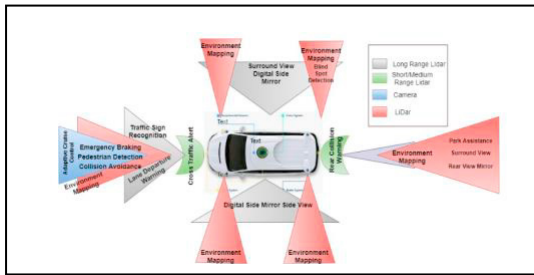 Environment
Mapping
Environment
Mapping
Blind
Spot
Detection
Surround View
Digital Side
Mirror
Long Range Lidar
Short/Medium
Range Lidar
Camera
LiDar
Traffic Sign
Recognition
Text
Text
Adaptive Cruise
Control
Emergency Braking
Pedestrian Detection
Collision Avoidance
Environment
Mapping
Lane Departure
Warning
Cross Traffic Alert
Rear Collision
Warning
Environment
Mapping
Park Assistance
Surround View
Rear View Mirror
Digital Side Mirror Side View
Environment
Mapping
Environment
Mapping